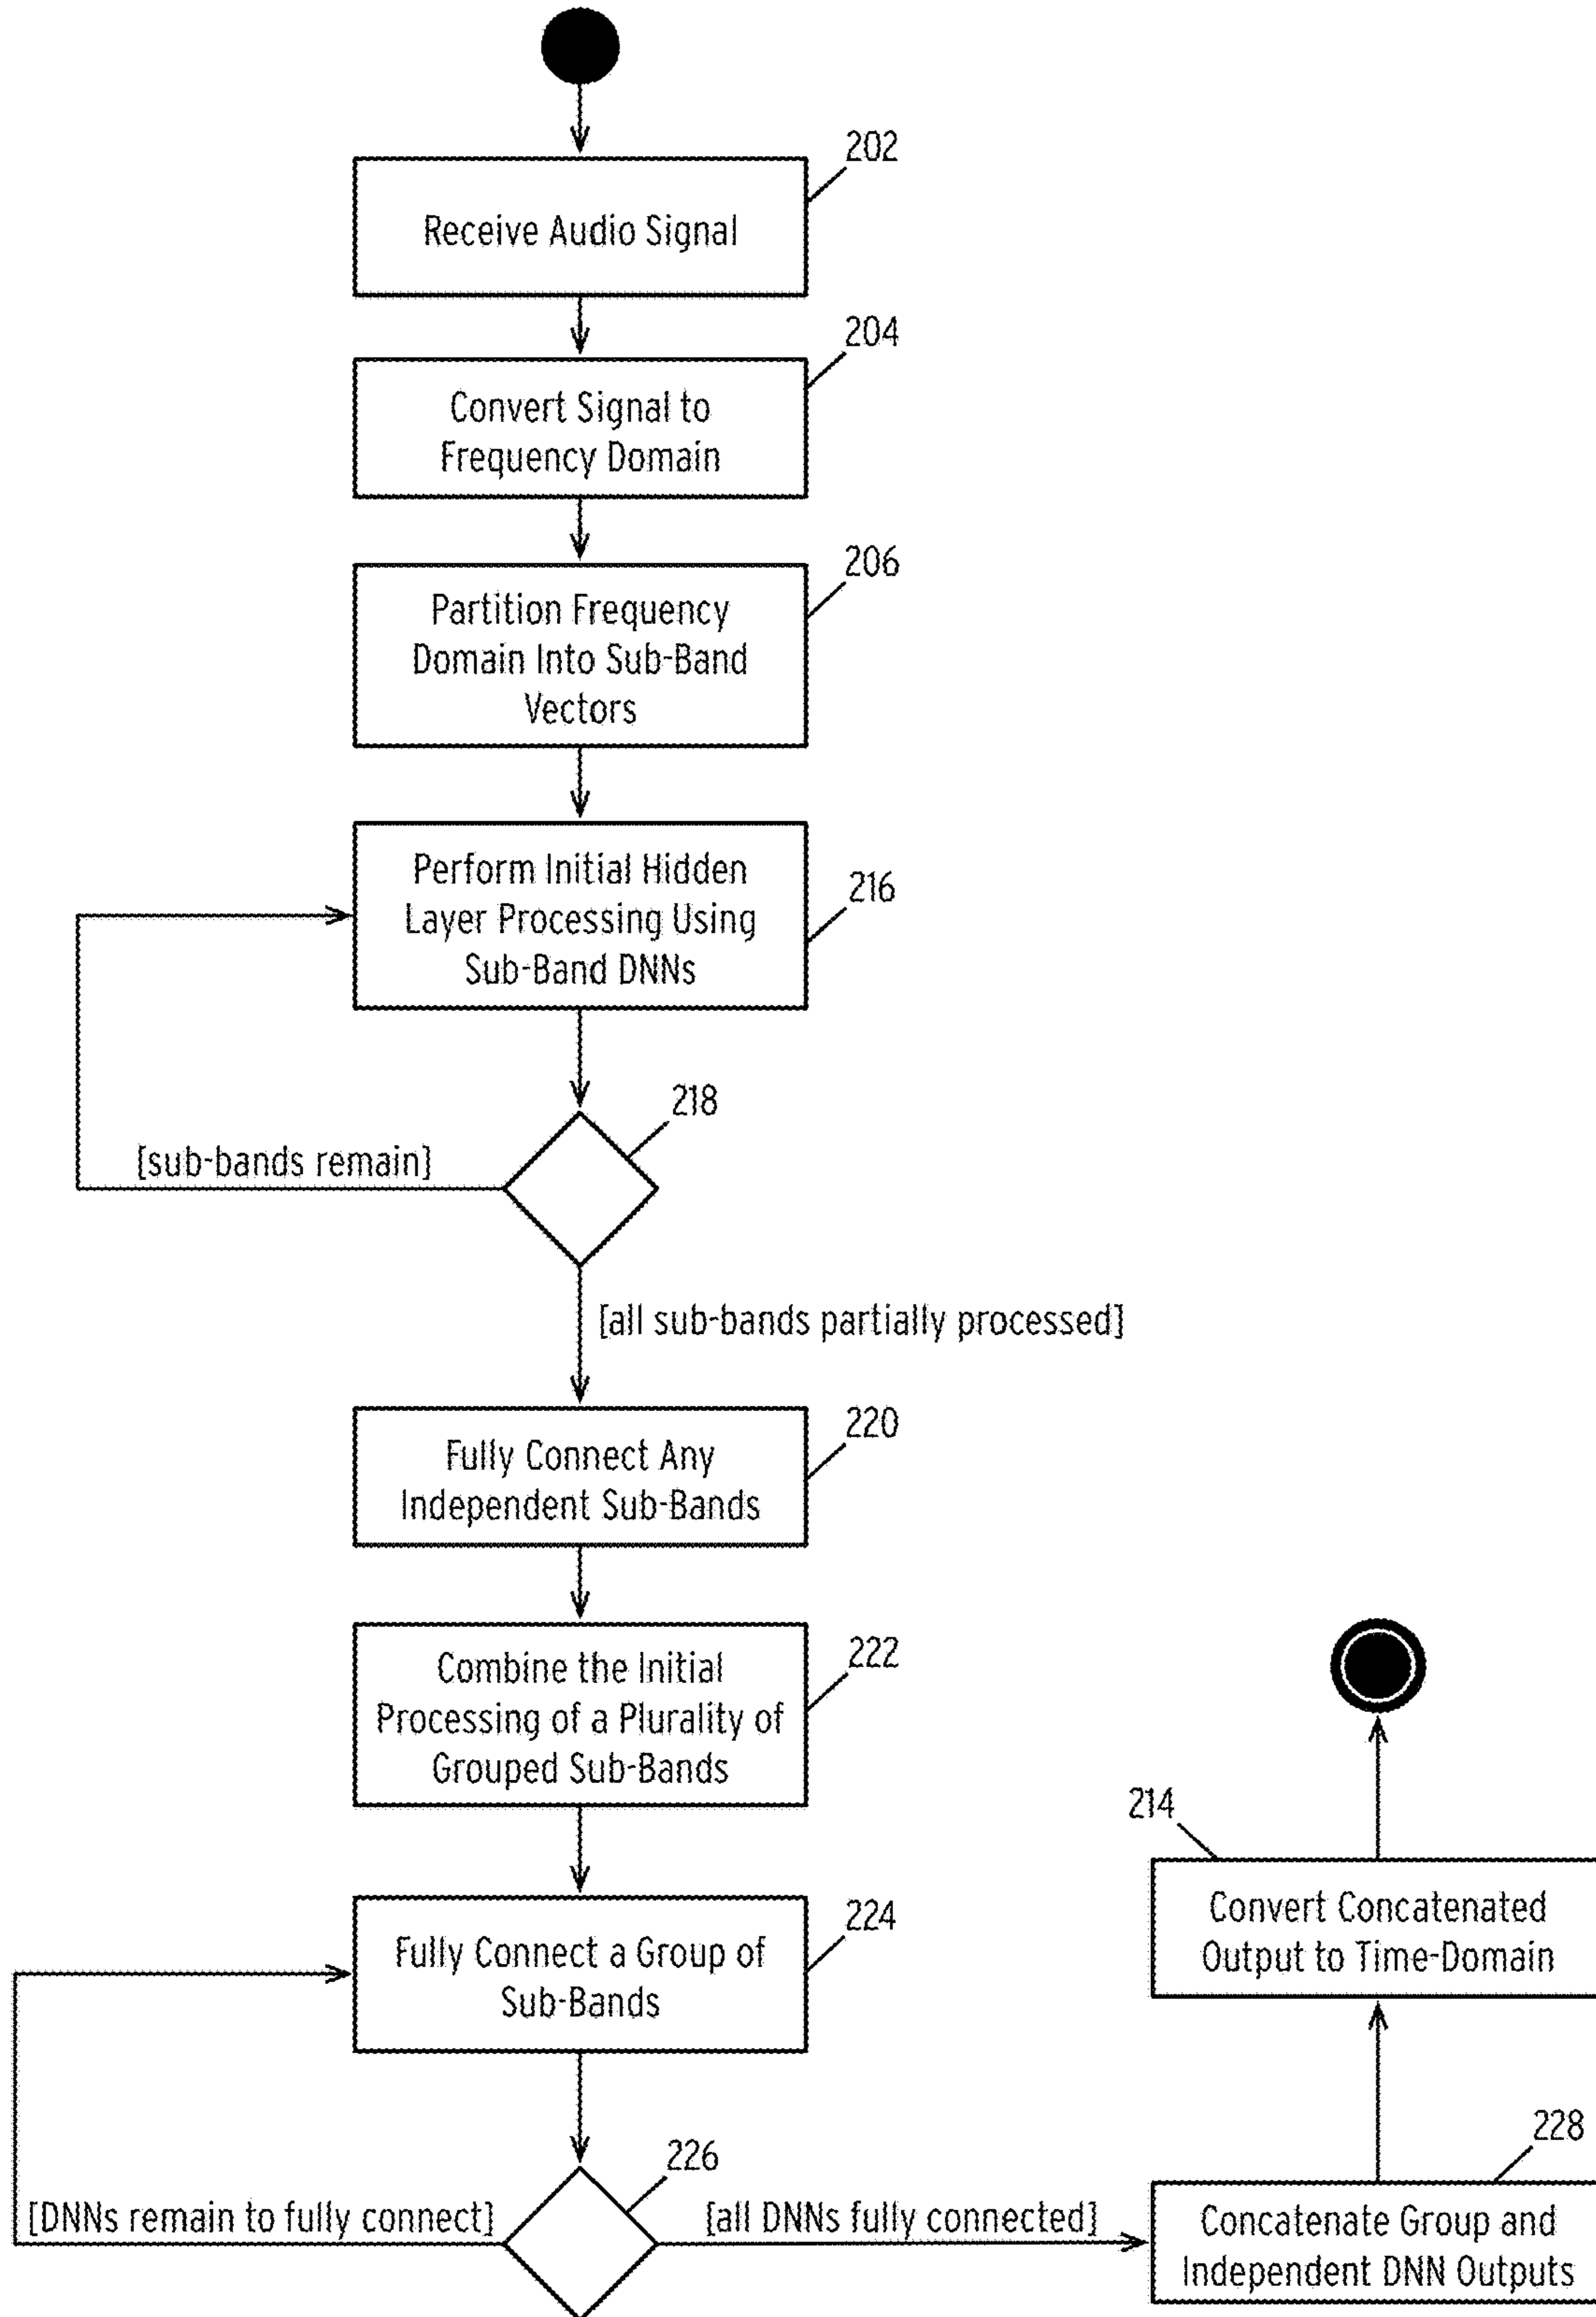 202
Receive Audio Signal
204
Convert Signal to
Frequency Domain
206
Partition Frequency
Domain Into Sub-Band
Vectors
Perform Initial Hidden
Layer Processing Using
Sub-Band DNNs
216
218
[sub-bands remain]
[all sub-bands partially processed]
220
Fully Connect Any
Independent Sub-Bands
222
Combine the Initial
Processing of a Plurality of
Grouped Sub-Bands
224
Fully Connect a Group of
Sub-Bands
226
[DNNs remain to fully connect]
[all DNNs fully connected]
228
Concatenate Group and
Independent DNN Outputs
214
Convert Concatenated
Output to Time-Domain